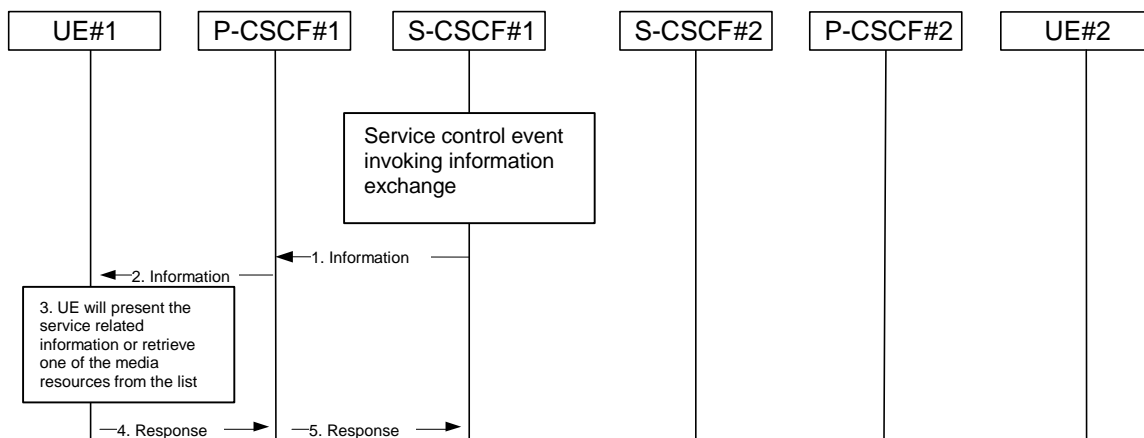 UE#1
P-CSCF#1
S-CSCF#1
S-CSCF#2
P-CSCF#2
UE#2
Service control event
invoking information
exchange
1. Information
2. Information
3. UE will present the
service related
information or retrieve
one of the media
resources from the list
4. Response
5. Response